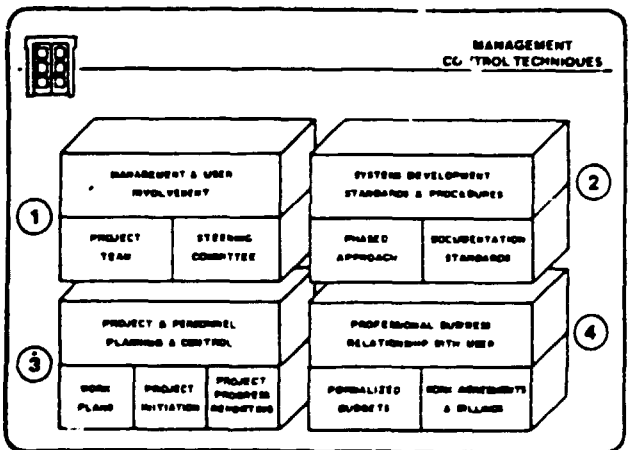 MANAGEMENT
CONTROL TECHNIQUES
1
MANAGEMENT & USER
INVOLVEMENT
PROJECT
TEAM
STEERING
COMMITTEE
SYSTEMS DEVELOPMENT
STANDARDS & PROCEDURES
2
PHASED
APPROACH
DOCUMENTATION
STANDARDS
3
PROJECT & PERSONNEL
PLANNING & CONTROL
WORK
PLANS
PROJECT
INITIATION
PROJECT
PROGRESS
REPORTING
PROFESSIONAL BUSINESS
RELATIONSHIP WITH USER
4
FORMALIZED
BUDGETS
WORK AGREEMENTS
& BILLINGS